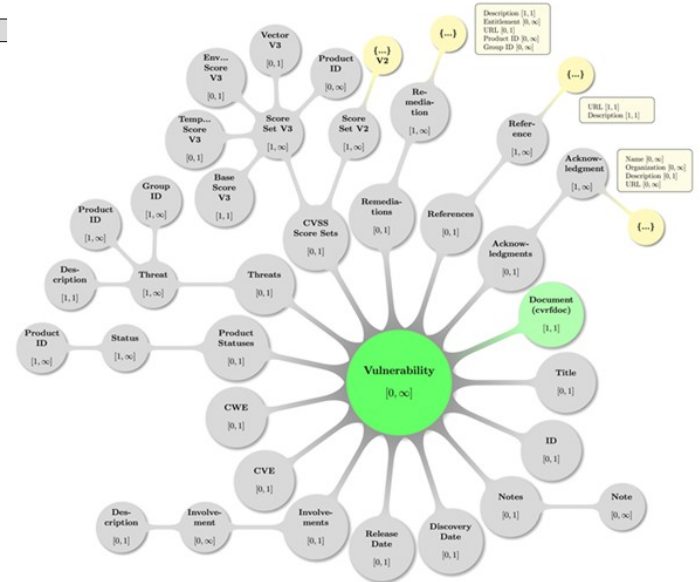 Description [1, 1]
Entitlement [0, ∞]
URL [0, 1]
Product ID [0, ∞]
Group ID [0, ∞]
{...}
Vector
V3
[0, 1]
{...}
V2
Env...
Score
V3
[0, 1]
Product
ID
[0, ∞]
{...}
URL [1, 1]
Description [1, 1]
Re-
media-
tion
[1, ∞]
Temp...
Score
V3
[0, 1]
Score
Set V3
[1, ∞]
Score
Set V2
[1, ∞]
Refer-
ence
[1, ∞]
Acknow-
ledgment
[1, ∞]
Name [0, ∞]
Organization [0, ∞]
Description [0, 1]
URL [0, ∞]
{...}
Base
Score
V3
[1, 1]
Group
ID
[1, ∞]
Product
ID
[1, ∞]
CVSS
Score Sets
[0, 1]
Remedia-
tions
[0, 1]
References
[0, 1]
Acknow-
ledgments
[0, 1]
Des-
cription
[1, 1]
Threat
[1, ∞]
Threats
[0, 1]
Document
(cvrfdoc)
[1, 1]
Product
ID
[1, ∞]
Status
[1, ∞]
Product
Statuses
[0, 1]
Vulnerability
[0, ∞]
Title
[0, 1]
CWE
[0, 1]
ID
[0, 1]
CVE
[0, 1]
Notes
[0, 1]
Note
[0, ∞]
Des-
cription
[0, 1]
Involve-
ment
[0, ∞]
Involve-
ments
[0, 1]
Release
Date
[0, 1]
Discovery
Date
[0, 1]